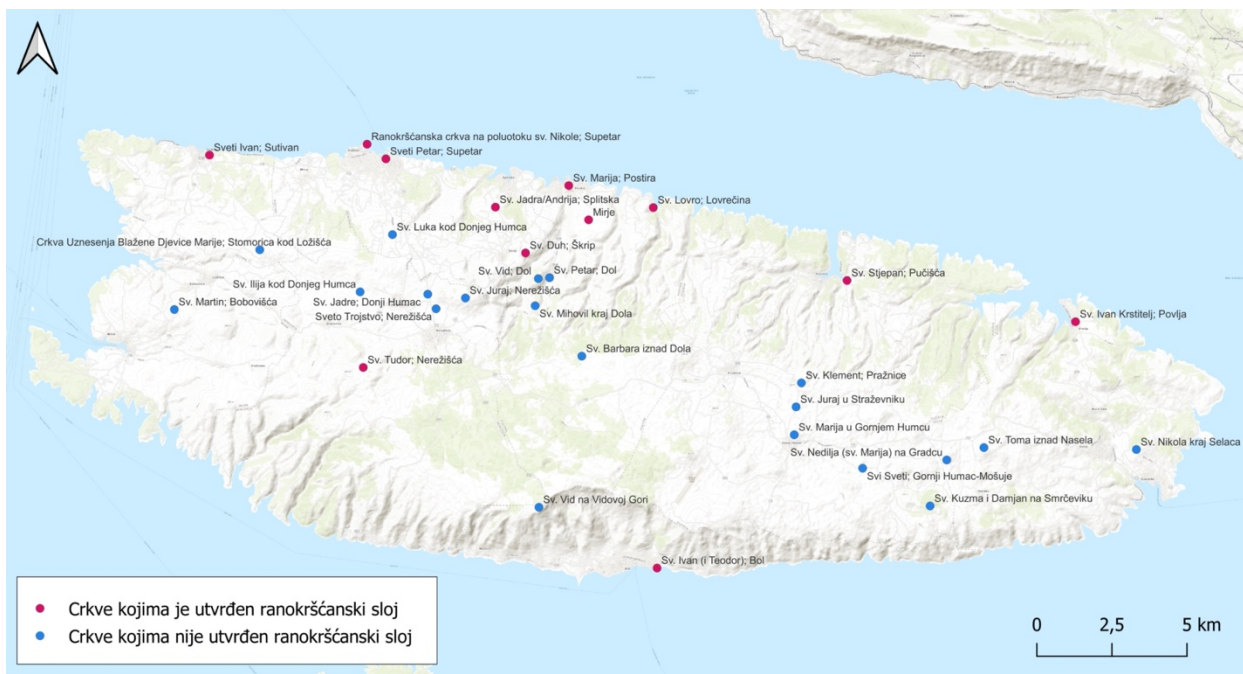 Ranokršćanska crkva na poluotoku sv. Nikole; Supetar
Sveti Ivan; Sutivan
Sveti Petar; Supetar
Sv. Marija; Postira
Sv. Jadra/Andrija; Splitska
Sv. Lovro; Lovrečina
Mirje
Sv. Luka kod Donjeg Humca
Crkva Uznesenja Blažene Djevice Marije; Stomorica kod Ložišća
Sv. Duh; Škrip
Sv. Vid; Dol
Sv. Petar; Dol
Sv. Stjepan; Pučišća
Sv. Ilija kod Donjeg Humca
Sv. Juraj, Nerežišća
Sv. Jadre; Donji Humac
Sv. Martin; Bobovišća
Sveto Trojstvo; Nerežišća
Sv. Mihovil kraj Dola
Sv. Ivan Krstitelj; Povlja
Sv. Barbara iznad Dola
Sv. Tudor; Nerežišća
Sv. Klement; Pražnice
Sv. Juraj u Straževniku
Sv. Marija u Gornjem Humcu
Sv. Toma iznad Nasela
Sv. Nikola kraj Selaca
Sv. Nedilja (sv. Marija) na Gradcu
Svi Sveti; Gornji Humac-Mošuje
Sv. Vid na Vidovoj Gori
Sv. Kuzma i Damjan na Smrčeviku
Sv. Ivan (i Teodor); Bol
Crkve kojima je utvrđen ranokršćanski sloj
Crkve kojima nije utvrđen ranokršćanski sloj
0 2,5 5 km